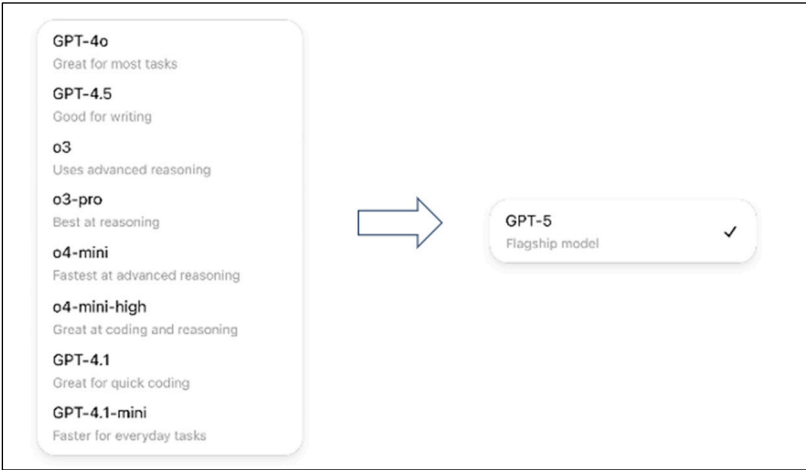 GPT-4o
Great for most tasks
GPT-4.5
Good for writing
o3
Uses advanced reasoning
o3-pro
Best at reasoning
o4-mini
Fastest at advanced reasoning
o4-mini-high
Great at coding and reasoning
GPT-4.1
Great for quick coding
GPT-4.1-mini
Faster for everyday tasks
GPT-5
Flagship model